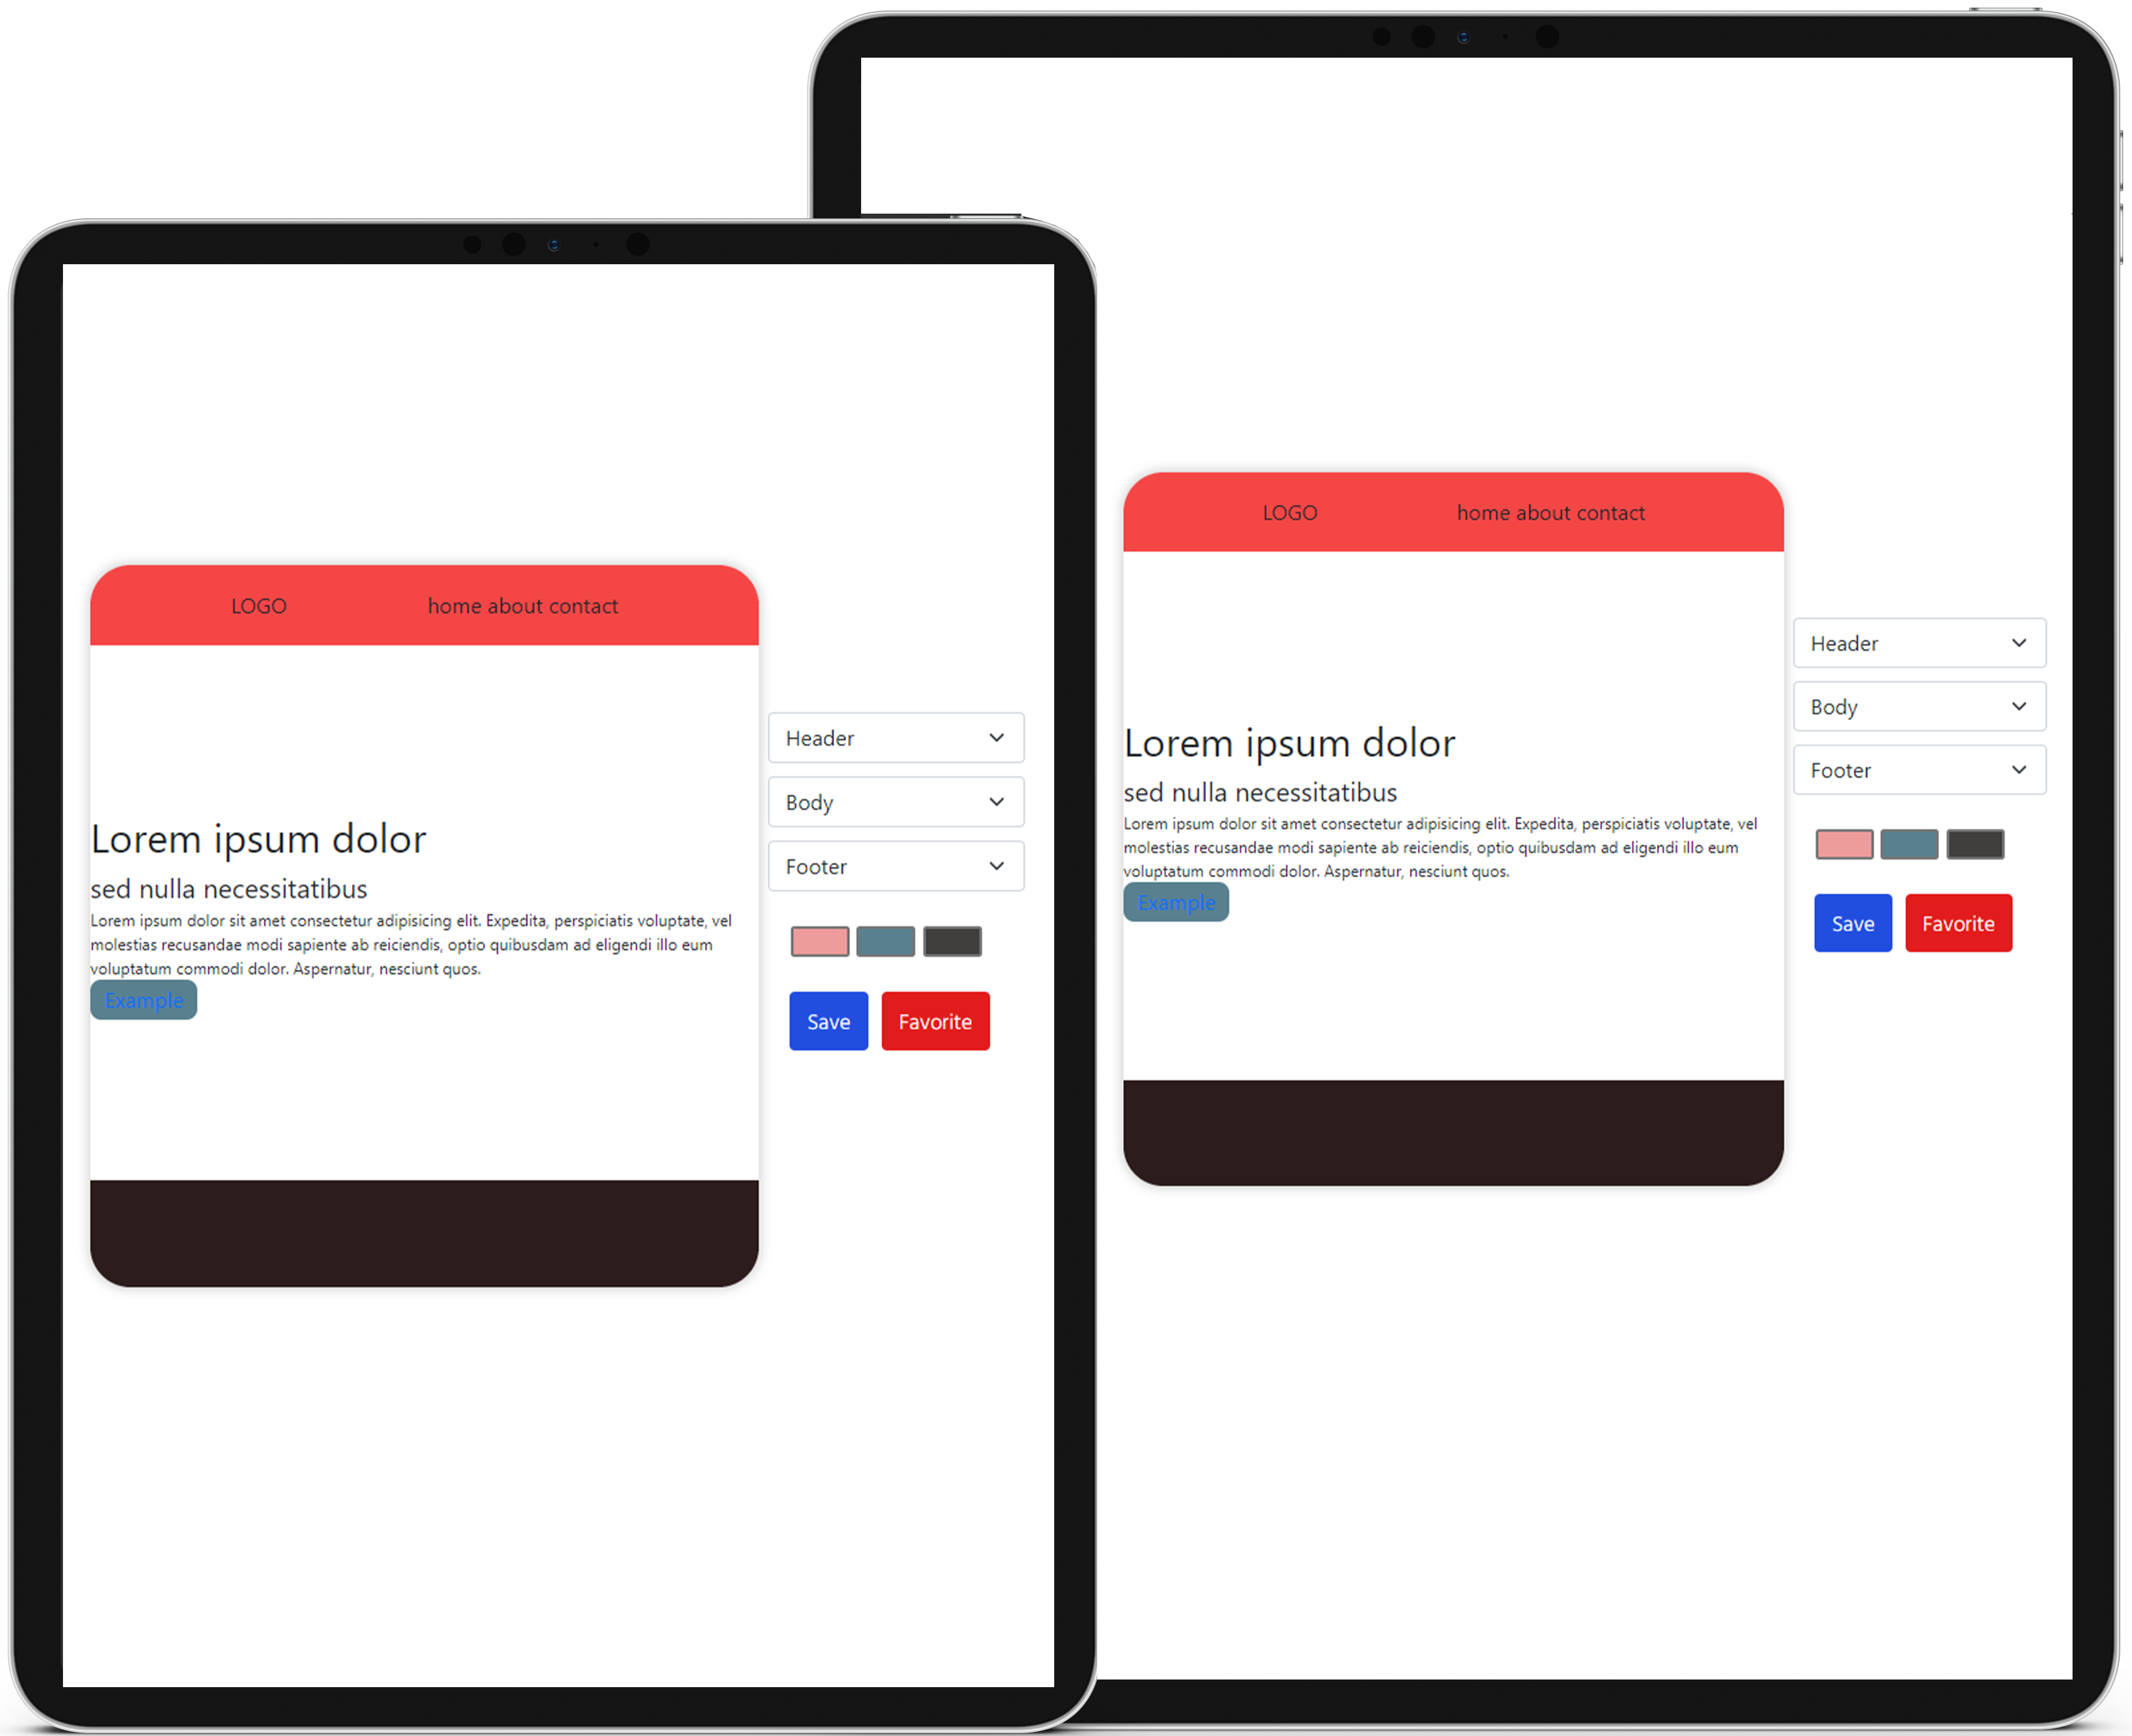 LOGO home about contact
Lorem ipsum dolor
sed nulla necessitatibus
Lorem ipsum dolor sit amet consectetur adipisicing elit. Expedita, perspiciatis voluptate, vel
molestias recusandae modi sapiente ab reiciendis, optio quibusdam ad eligendi illo eum
voluptatum commodi dolor. Aspernatur, nesciunt quos.
Example
Header
Body
Footer
Save Favorite
LOGO home about contact
Lorem ipsum dolor
sed nulla necessitatibus
Lorem ipsum dolor sit amet consectetur adipisicing elit. Expedita, perspiciatis voluptate, vel
molestias recusandae modi sapiente ab reiciendis, optio quibusdam ad eligendi illo eum
voluptatum commodi dolor. Aspernatur, nesciunt quos.
Example
Header
Body
Footer
Save Favorite